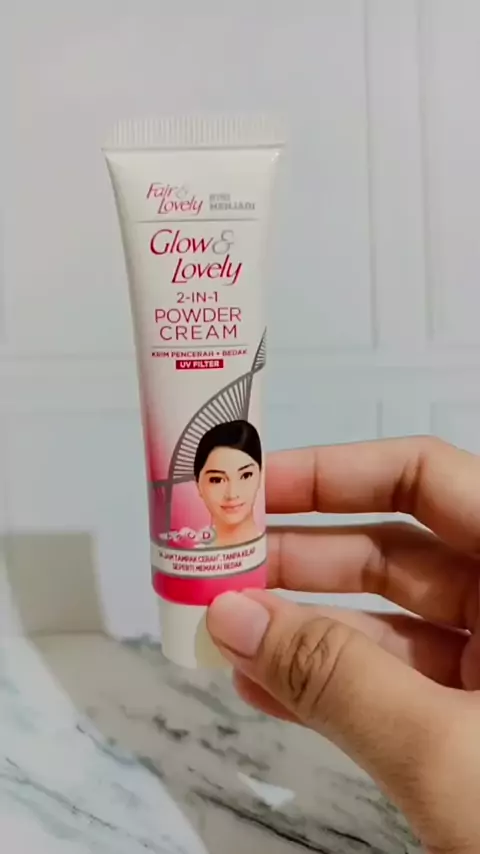 Fair & KINI
Lovely MENJADI
Glow &
Lovely
2-IN-1
POWDER
CREAM
KRIM PENCERAH + BEDAK
UV FILTER
JAM TAMPAK CERAH*, TANPA KILAP
SEPERTI MEMAKAI BEDAK